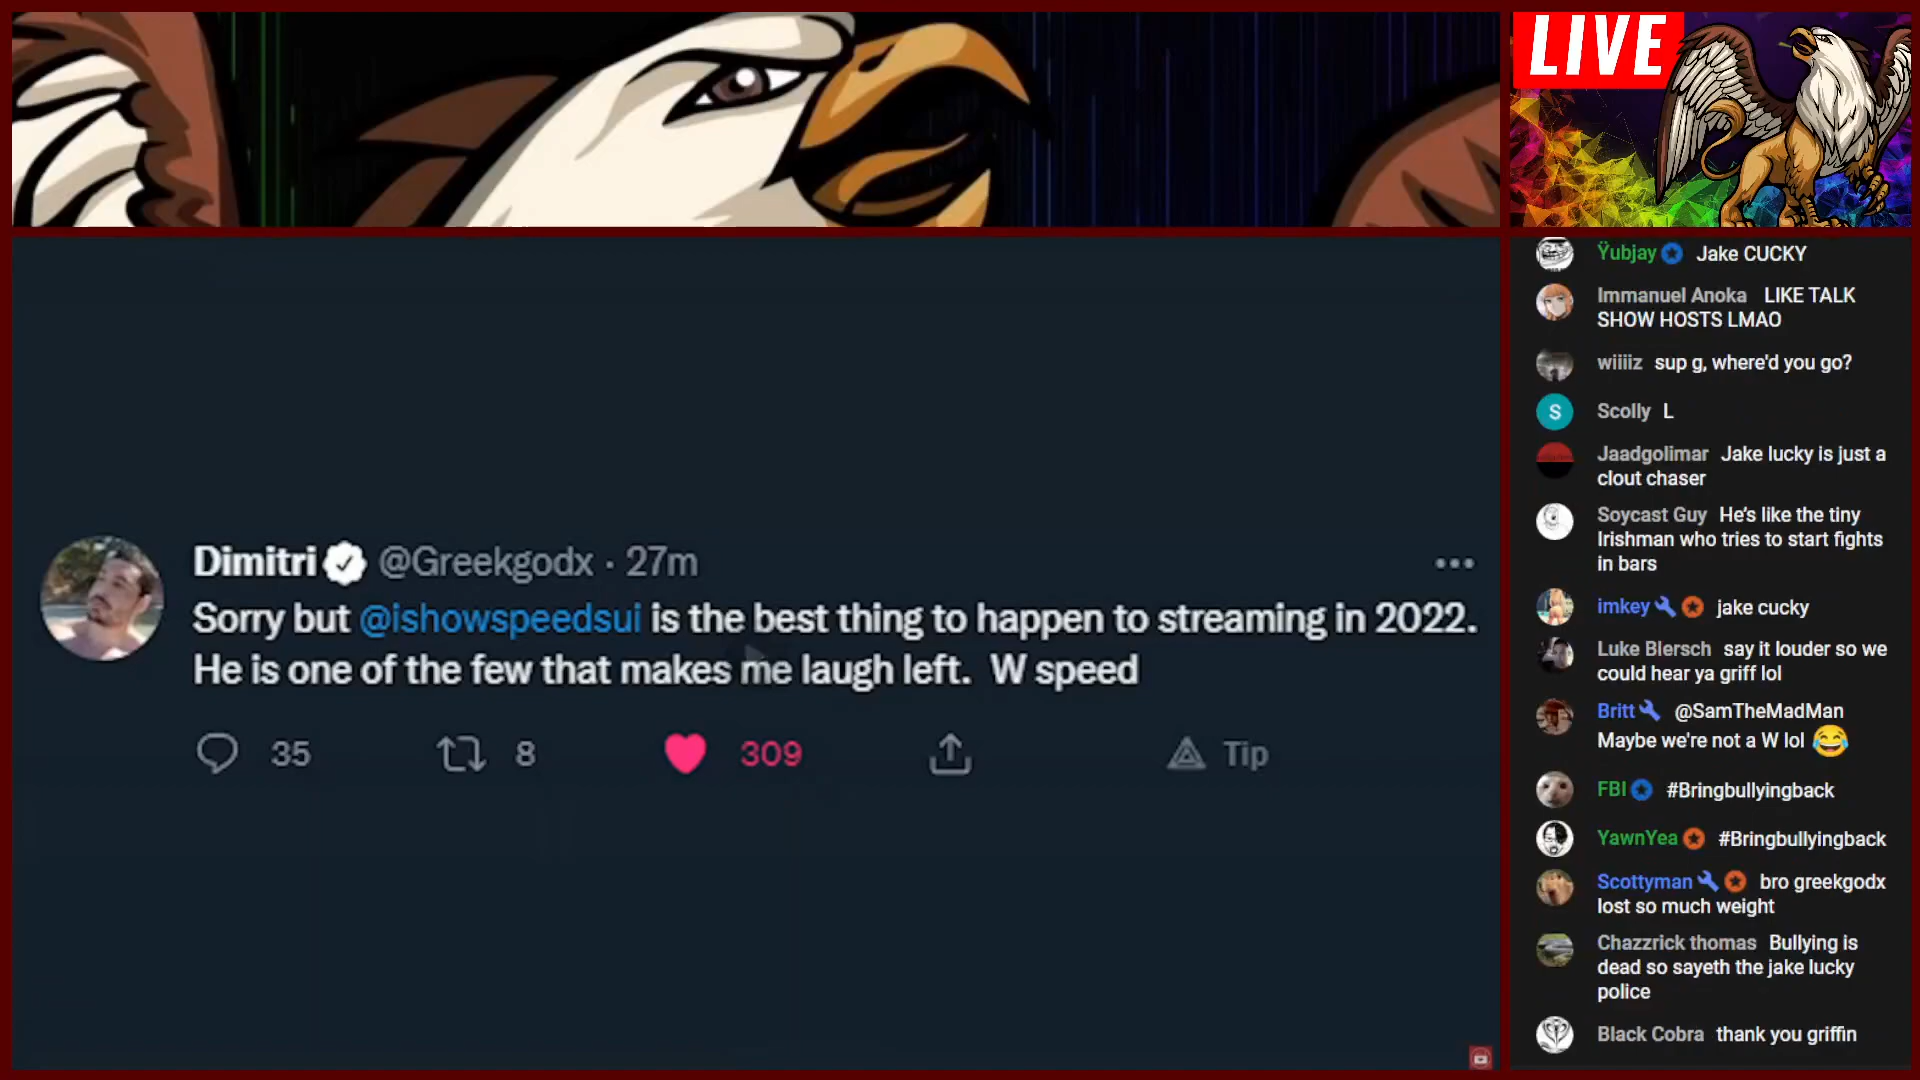 LIVE
Dimitri @Greekgodx · 27m
Sorry but @ishowspeedsui is the best thing to happen to streaming in 2022.
He is one of the few that makes me laugh left. W speed
35 8 309 Tip
Ÿubjay Jake CUCKY
Immanuel Anoka LIKE TALK
SHOW HOSTS LMAO
wiiiiz sup g, where'd you go?
S Scolly L
Jaadgolimar Jake lucky is just a
clout chaser
Soycast Guy He's like the tiny
Irishman who tries to start fights
in bars
imkey jake cucky
Luke Blersch say it louder so we
could hear ya griff lol
Britt @SamTheMadMan
Maybe we're not a W lol 😂
FBI #Bringbullyingback
YawnYea #Bringbullyingback
Scottyman bro greekgodx
lost so much weight
Chazzrick thomas Bullying is
dead so sayeth the jake lucky
police
Black Cobra thank you griffin